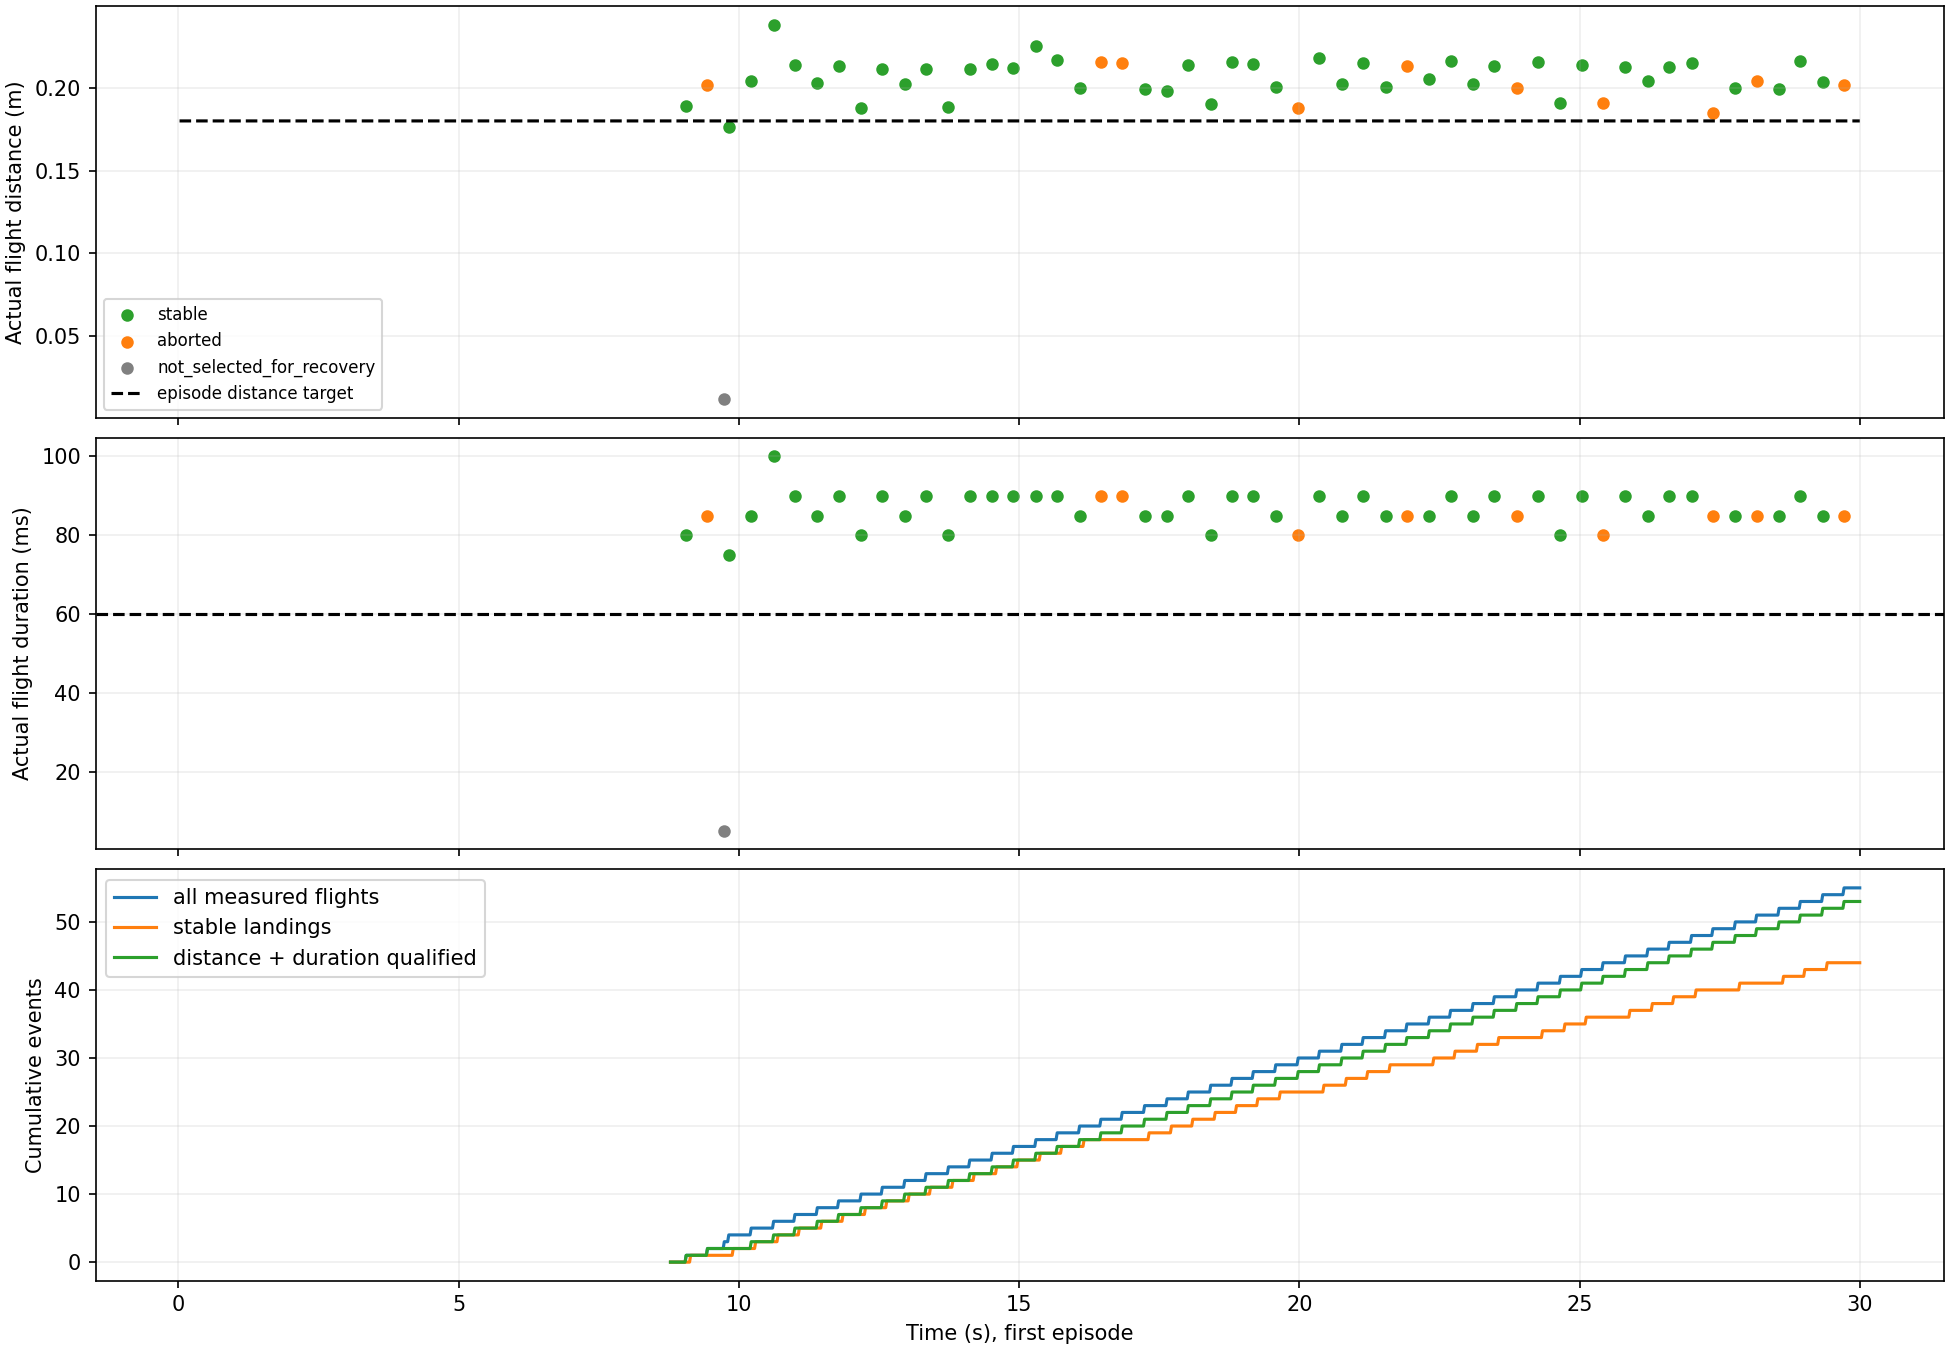 Actual flight distance (m)
0.20
0.15
0.10
0.05
stable
aborted
not_selected_for_recovery
episode distance target
Actual flight duration (ms)
100
80
60
40
20
Cumulative events
50
40
30
20
10
0
all measured flights
stable landings
distance + duration qualified
0 5 10 15 20 25 30
Time (s), first episode